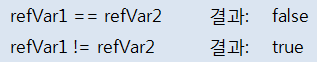 refVar1 == refVar2 결과: false
refVar1 != refVar2 결과: true